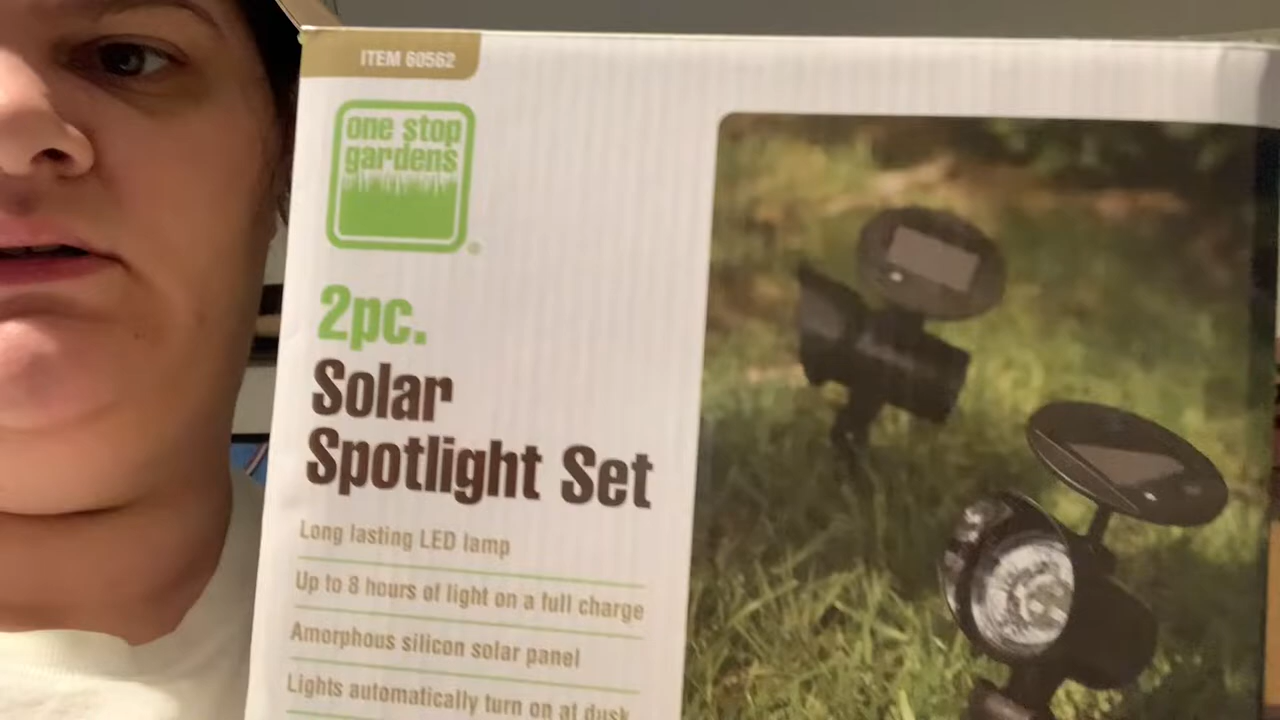 ITEM 60562
one stop
gardens
®
2pc.
Solar
Spotlight Set
Long lasting LED lamp
Up to 8 hours of light on a full charge
Amorphous silicon solar panel
Lights automatically turn on at dusk